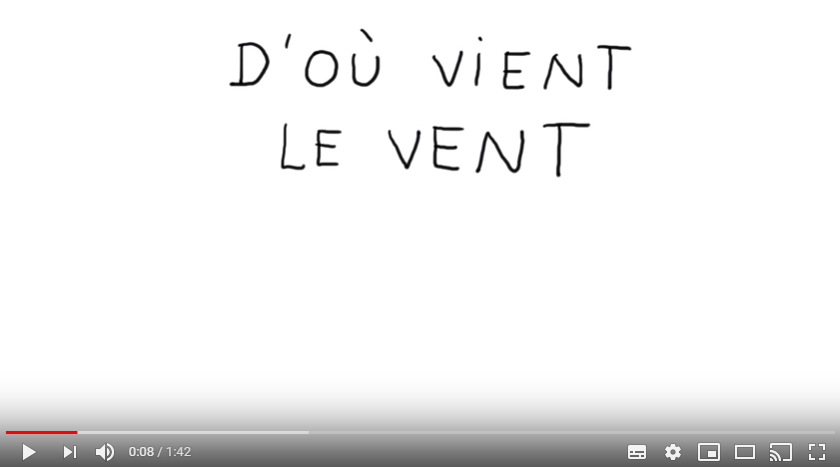 D'OÙ VIENT
LE VENT
0:08 / 1:42